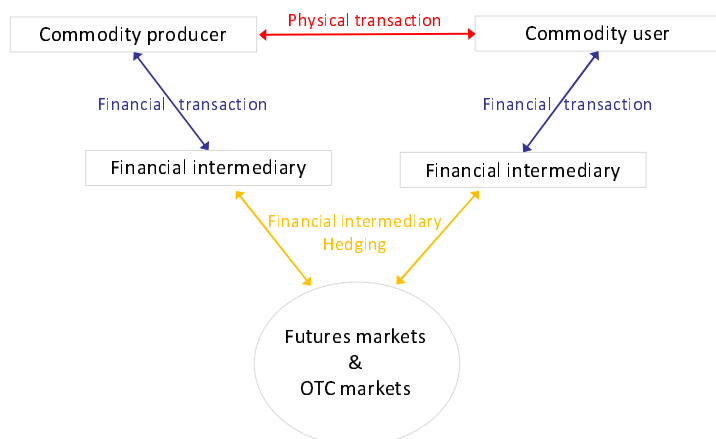 Physical transaction
Commodity producer
Commodity user
Financial transaction
Financial transaction
Financial intermediary
Financial intermediary
Financial intermediary
Hedging
Futures markets
&
OTC markets